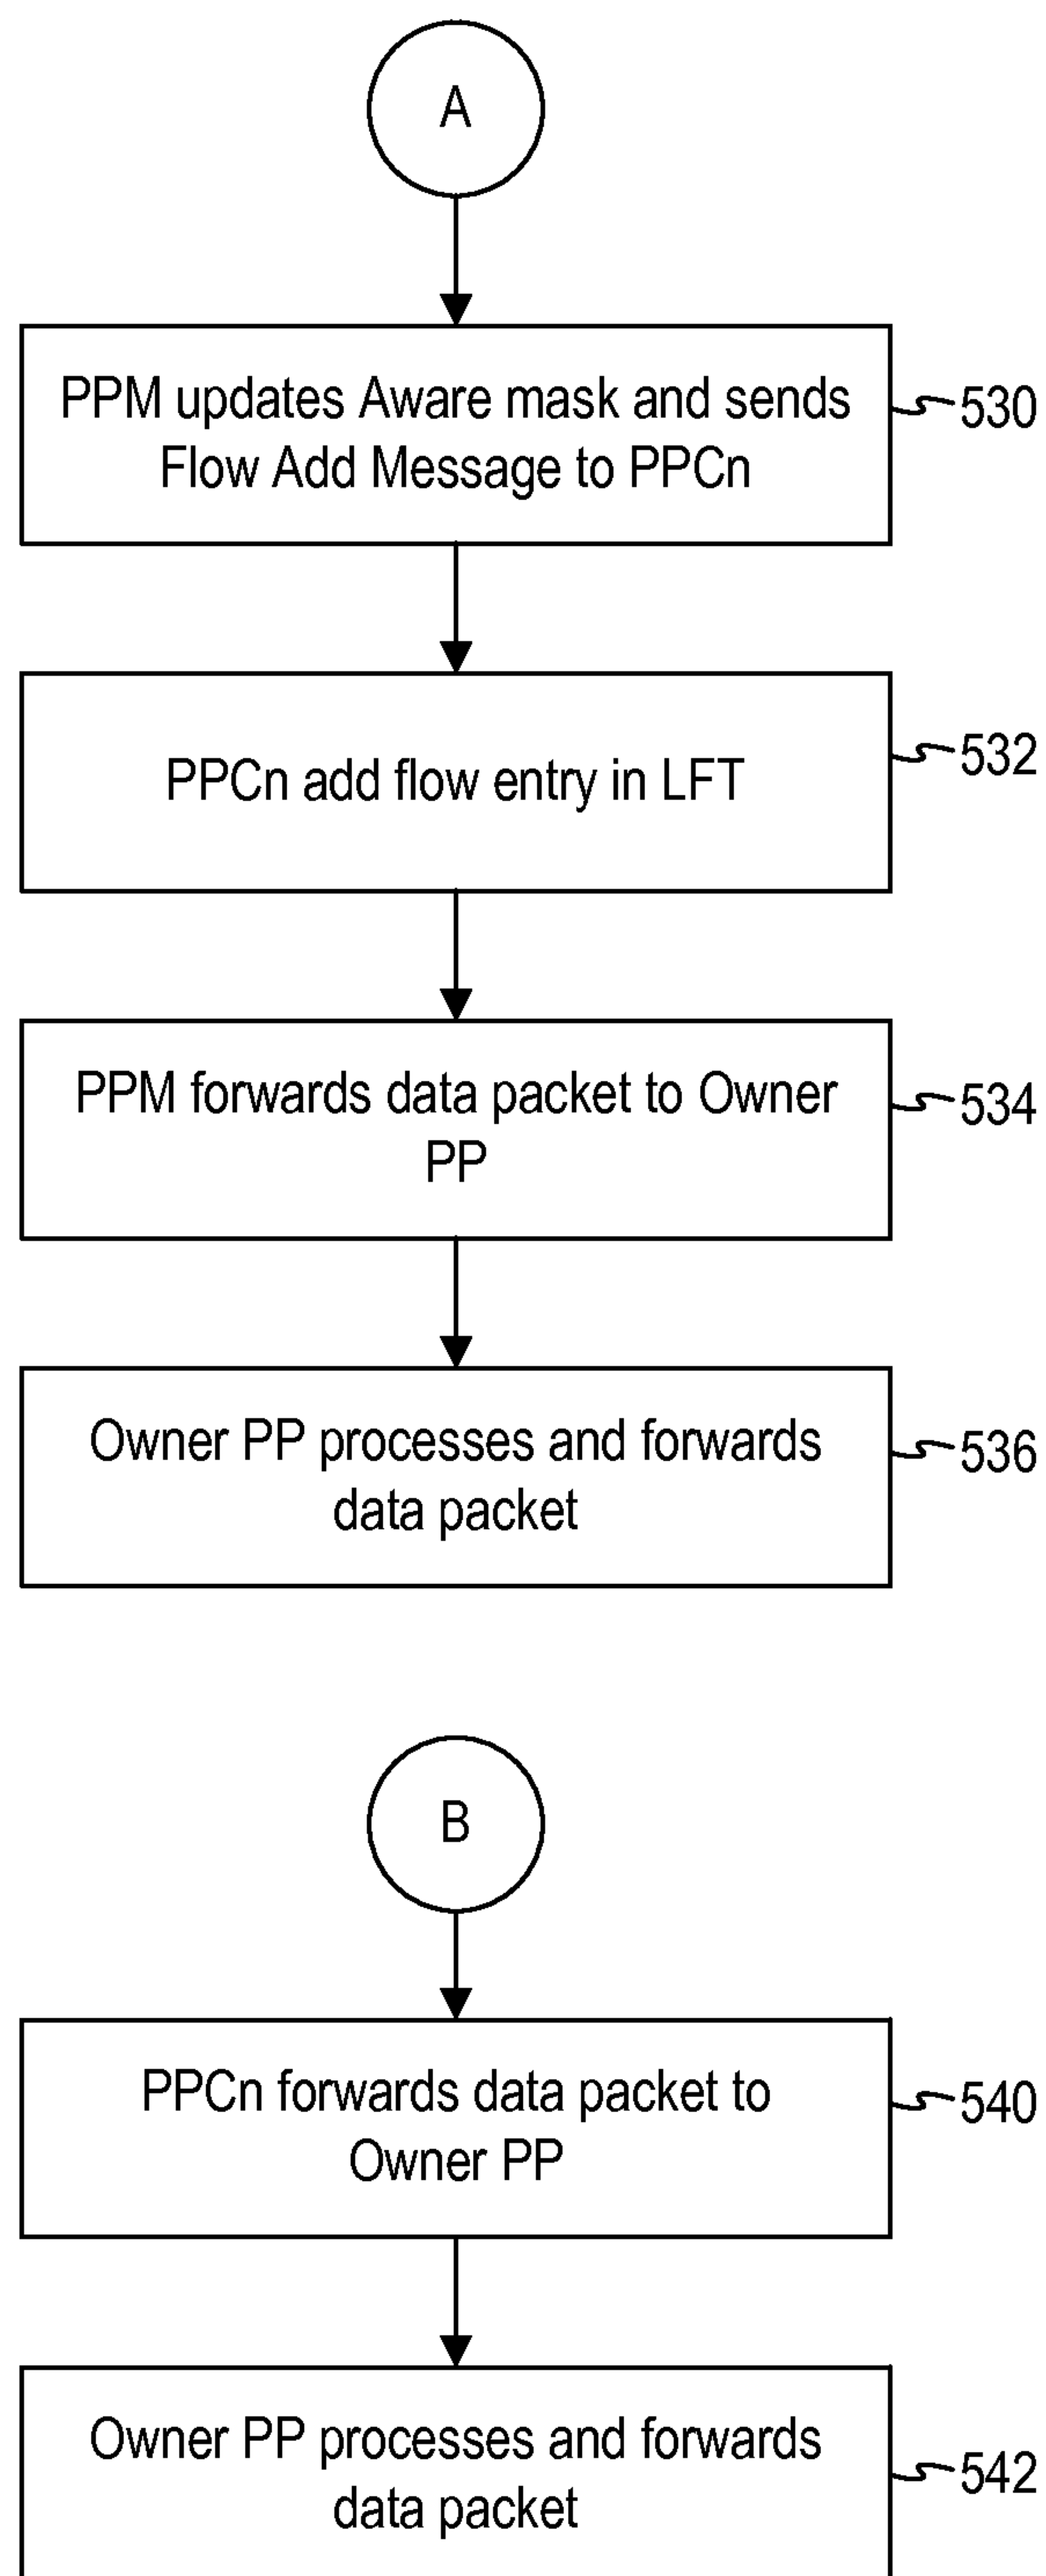 A
PPM updates Aware mask and sends
Flow Add Message to PPCn
530
PPCn add flow entry in LFT
532
PPM forwards data packet to Owner
PP
534
Owner PP processes and forwards
data packet
536
B
PPCn forwards data packet to
Owner PP
540
Owner PP processes and forwards
data packet
542